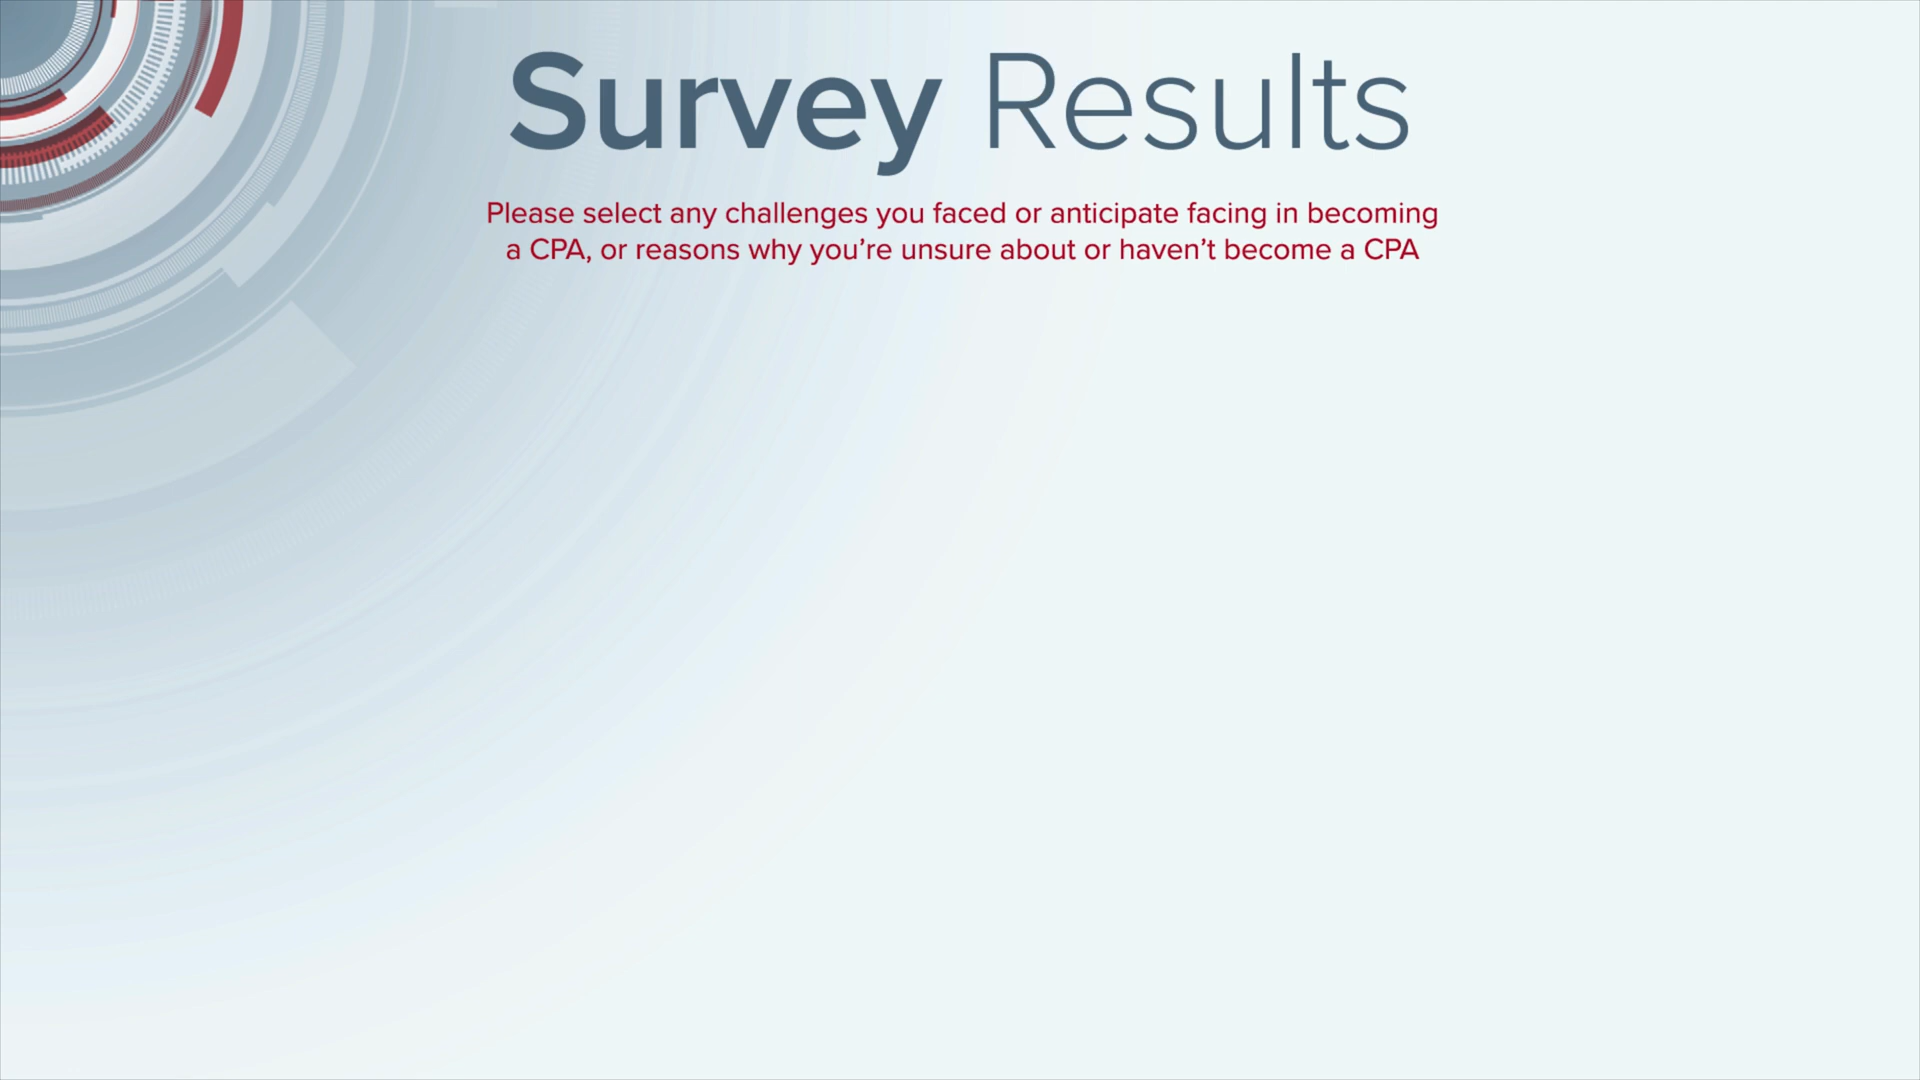 Survey Results
Please select any challenges you faced or anticipate facing in becoming
a CPA, or reasons why you’re unsure about or haven’t become a CPA